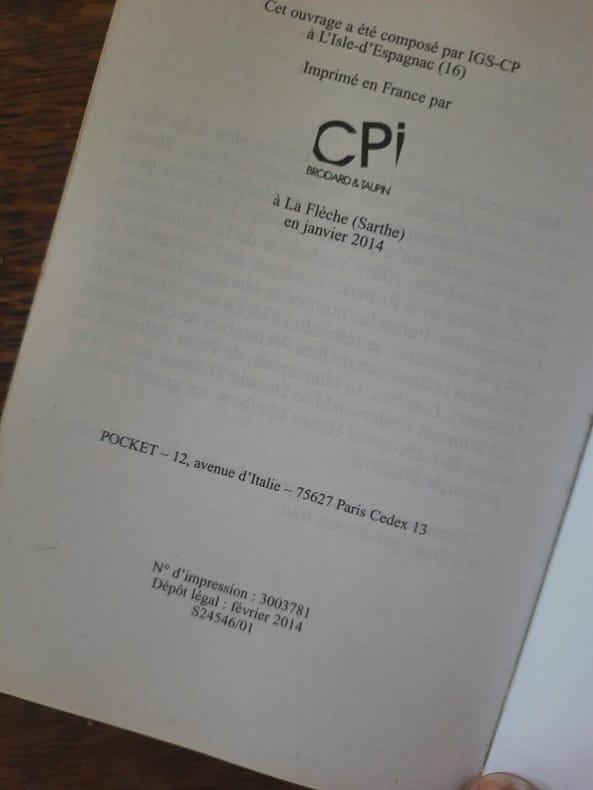 Cet ouvrage a été composé par IGS-CP
à L'Isle-d'Espagnac (16)
Imprimé en France par
CPi
BRODARD & TAUPIN
à La Flèche (Sarthe)
en janvier 2014
POCKET – 12, avenue d'Italie – 75627 Paris Cedex 13
N° d'impression : 3003781
Dépôt légal : février 2014
S24546/01